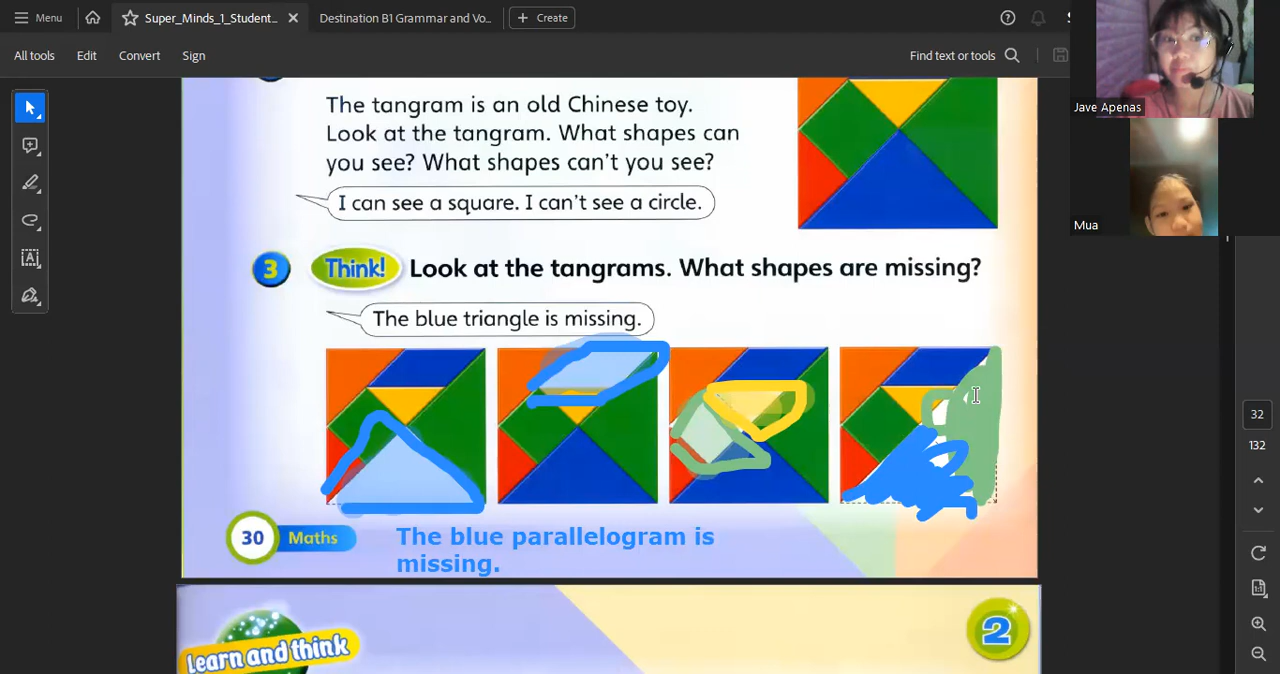 Menu
Super_Minds_1_Student...
Destination B1 Grammar and Vo...
Create
All tools
Edit
Convert
Sign
Find text or tools
The tangram is an old Chinese toy.
Look at the tangram. What shapes can
you see? What shapes can't you see?
I can see a square. I can't see a circle.
3 Think! Look at the tangrams. What shapes are missing?
The blue triangle is missing.
30 Maths
The blue parallelogram is
missing.
Learn and think
2
Jave Apenas
Mua
32
132